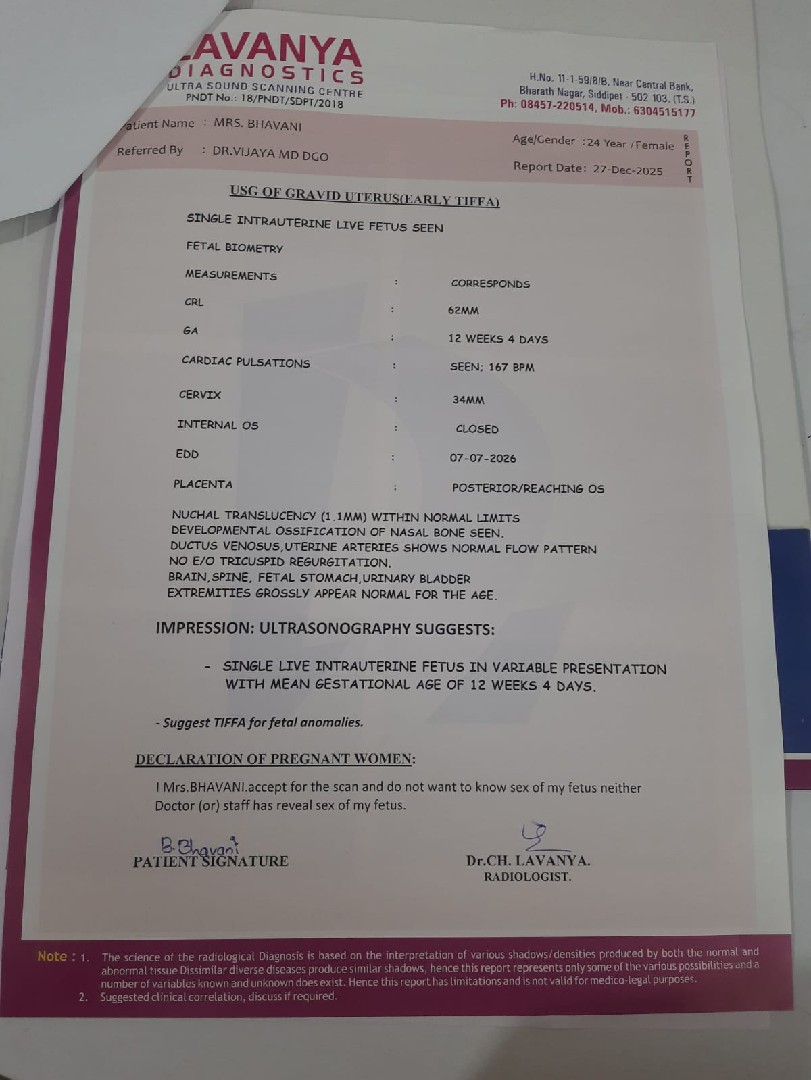 LAVANYA
DIAGNOSTICS
ULTRA SOUND SCANNING CENTRE
PNDT No.: 18/PNDT/SDPT/2018
H.No. 11-1-59/8/B, Near Central Bank,
Bharath Nagar, Siddipet - 502 103. (T.S.)
Ph: 08457-220514, Mob.: 6304515177
Patient Name : MRS. BHAVANI
Age/Gender :24 Year /Female
Referred By : DR.VIJAYA MD DGO
Report Date: 27-Dec-2025
REPORT
USG OF GRAVID UTERUS(EARLY TIFFA)
SINGLE INTRAUTERINE LIVE FETUS SEEN
FETAL BIOMETRY
MEASUREMENTS : CORRESPONDS
CRL : 62MM
GA : 12 WEEKS 4 DAYS
CARDIAC PULSATIONS : SEEN; 167 BPM
CERVIX : 34MM
INTERNAL OS : CLOSED
EDD : 07-07-2026
PLACENTA : POSTERIOR/REACHING OS
NUCHAL TRANSLUCENCY (1.1MM) WITHIN NORMAL LIMITS
DEVELOPMENTAL OSSIFICATION OF NASAL BONE SEEN.
DUCTUS VENOSUS,UTERINE ARTERIES SHOWS NORMAL FLOW PATTERN
NO E/O TRICUSPID REGURGITATION.
BRAIN,SPINE, FETAL STOMACH,URINARY BLADDER
EXTREMITIES GROSSLY APPEAR NORMAL FOR THE AGE.
IMPRESSION: ULTRASONOGRAPHY SUGGESTS:
- SINGLE LIVE INTRAUTERINE FETUS IN VARIABLE PRESENTATION
WITH MEAN GESTATIONAL AGE OF 12 WEEKS 4 DAYS.
- Suggest TIFFA for fetal anomalies.
DECLARATION OF PREGNANT WOMEN:
I Mrs.BHAVANI.accept for the scan and do not want to know sex of my fetus neither
Doctor (or) staff has reveal sex of my fetus.
B.Bhavani
PATIENT SIGNATURE
Dr.CH. LAVANYA.
RADIOLOGIST.
Note : 1. The science of the radiological Diagnosis is based on the interpretation of various shadows/densities produced by both the normal and
abnormal tissue Dissimilar diverse diseases produce similar shadows, hence this report represents only some of the various possibilities and a
number of variables known and unknown does exist. Hence this report has limitations and is not valid for medico-legal purposes.
2. Suggested clinical correlation, discuss if required.